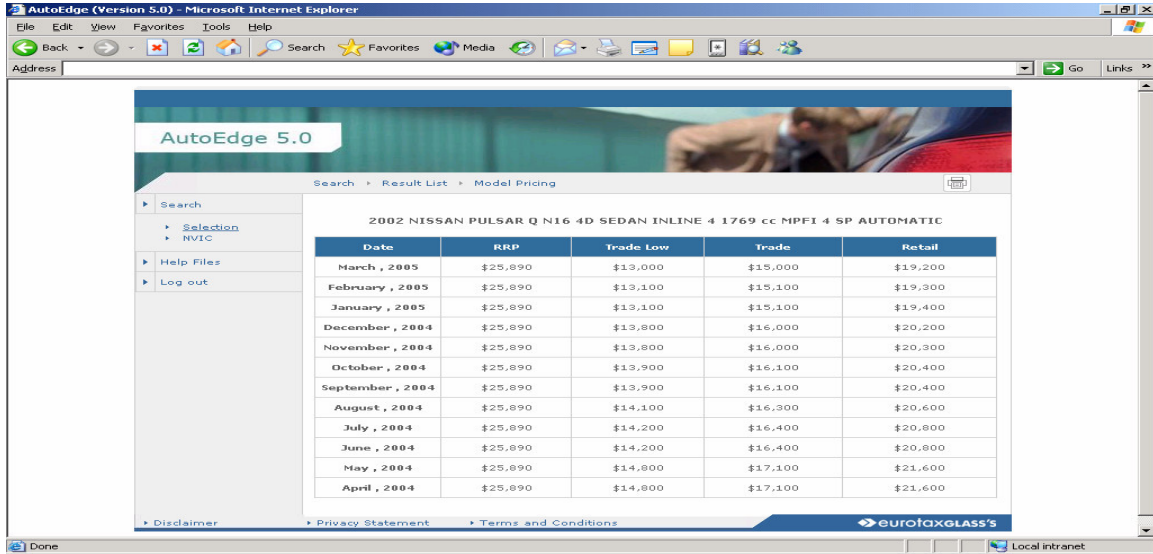 AutoEdge (Version 5.0) - Microsoft Internet Explorer
File Edit View Favorites Tools Help
Back Search Favorites Media
Address Go Links »
AutoEdge 5.0
Search Result List Model Pricing
Search
Selection
NVIC
Help Files
Log out
2002 NISSAN PULSAR Q N16 4D SEDAN INLINE 4 1769 cc MPFI 4 SP AUTOMATIC
Date RRP Trade Low Trade Retail
March , 2005 $25,890 $13,000 $15,000 $19,200
February , 2005 $25,890 $13,100 $15,100 $19,300
January , 2005 $25,890 $13,100 $15,100 $19,400
December , 2004 $25,890 $13,800 $16,000 $20,200
November , 2004 $25,890 $13,800 $16,000 $20,300
October , 2004 $25,890 $13,900 $16,100 $20,400
September , 2004 $25,890 $13,900 $16,100 $20,400
August , 2004 $25,890 $14,100 $16,300 $20,600
July , 2004 $25,890 $14,200 $16,400 $20,800
June , 2004 $25,890 $14,200 $16,400 $20,800
May , 2004 $25,890 $14,800 $17,100 $21,600
April , 2004 $25,890 $14,800 $17,100 $21,600
Disclaimer Privacy Statement Terms and Conditions eurotaxGLASS'S
Done Local intranet